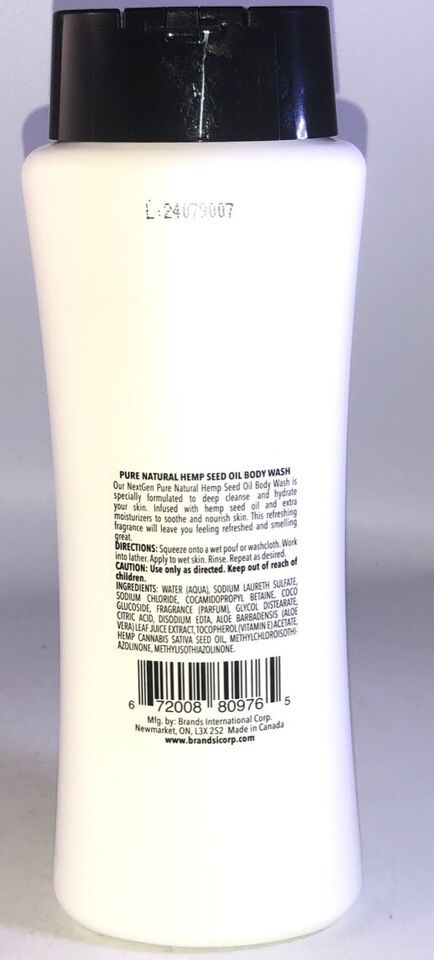 L:24079007
PURE NATURAL HEMP SEED OIL BODY WASH
Our NextGen Pure Natural Hemp Seed Oil Body Wash is
specially formulated to deep cleanse and hydrate
your skin. Infused with hemp seed oil and extra
moisturizers to soothe and nourish skin. This refreshing
fragrance will leave you feeling refreshed and smelling
great.
DIRECTIONS: Squeeze onto a wet pouf or washcloth. Work
into lather. Apply to wet skin. Rinse. Repeat as desired.
CAUTION: Use only as directed. Keep out of reach of
children.
INGREDIENTS: WATER (AQUA), SODIUM LAURETH SULFATE,
SODIUM CHLORIDE, COCAMIDOPROPYL BETAINE, COCO
GLUCOSIDE, FRAGRANCE (PARFUM), GLYCOL DISTEARATE,
CITRIC ACID, DISODIUM EDTA, ALOE BARBADENSIS (ALOE
VERA) LEAF JUICE EXTRACT, TOCOPHEROL (VITAMIN E) ACETATE,
HEMP CANNABIS SATIVA SEED OIL, METHYLCHLOROISOTHI-
AZOLINONE, METHYLISOTHIAZOLINONE.
6 72008 80976 5
Mfg. by: Brands International Corp.
Newmarket, ON, L3X 2S2 Made in Canada
www.brandsicorp.com